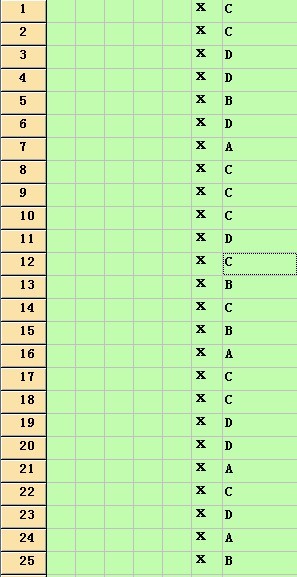 1 X C
2 X C
3 X D
4 X D
5 X B
6 X D
7 X A
8 X C
9 X C
10 X C
11 X D
12 X C
13 X B
14 X C
15 X B
16 X A
17 X C
18 X C
19 X D
20 X D
21 X A
22 X C
23 X D
24 X A
25 X B